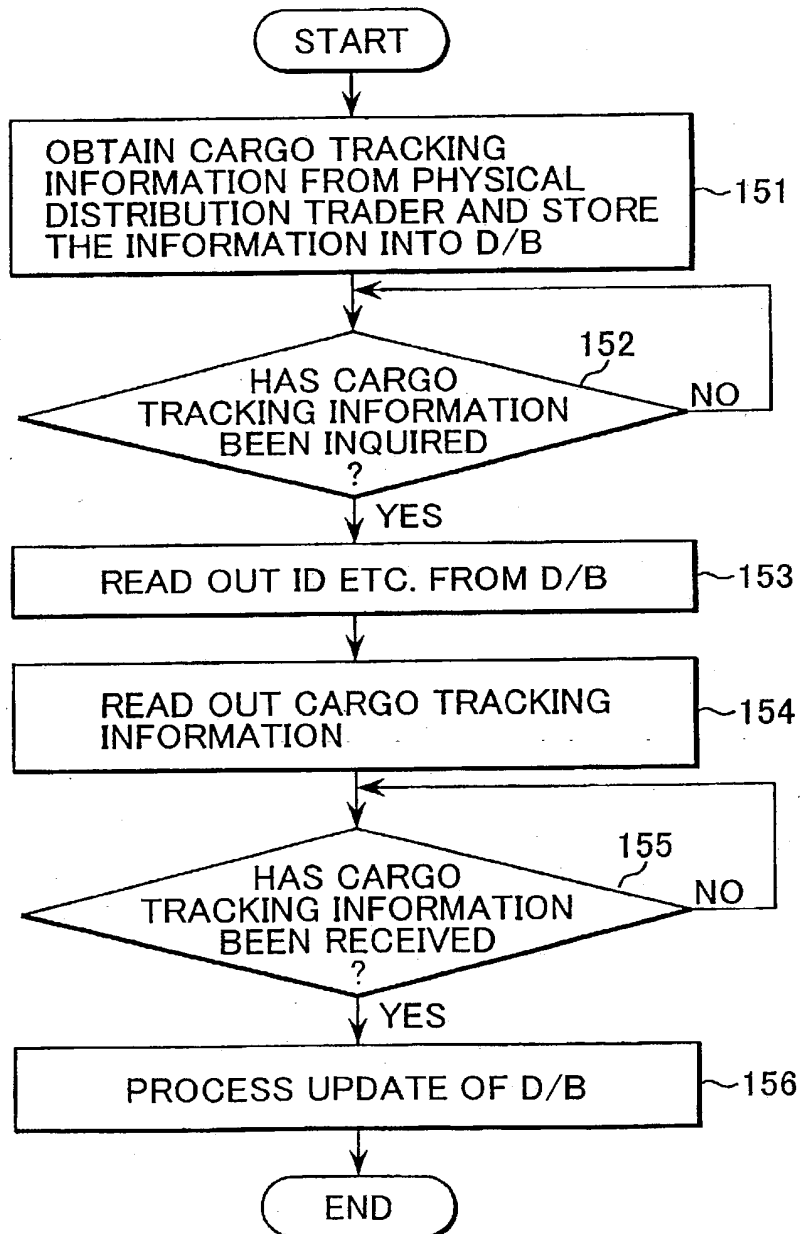 START
OBTAIN CARGO TRACKING
INFORMATION FROM PHYSICAL
DISTRIBUTION TRADER AND STORE
THE INFORMATION INTO D/B
151
152
HAS CARGO
TRACKING INFORMATION
BEEN INQUIRED
?
NO
YES
READ OUT ID ETC. FROM D/B
153
READ OUT CARGO TRACKING
INFORMATION
154
155
HAS CARGO
TRACKING INFORMATION
BEEN RECEIVED
?
NO
YES
PROCESS UPDATE OF D/B
156
END